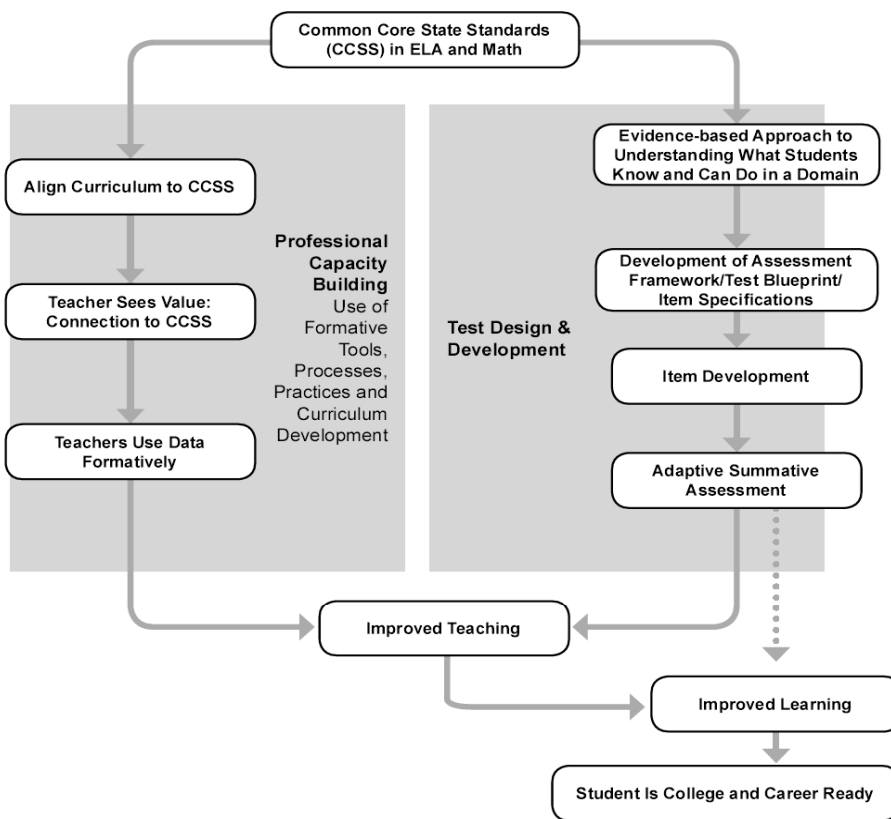 Common Core State Standards
(CCSS) in ELA and Math
Align Curriculum to CCSS
Teacher Sees Value:
Connection to CCSS
Teachers Use Data
Formatively
Professional
Capacity
Building
Use of
Formative
Tools,
Processes,
Practices and
Curriculum
Development
Test Design &
Development
Evidence-based Approach to
Understanding What Students
Know and Can Do in a Domain
Development of Assessment
Framework/Test Blueprint/
Item Specifications
Item Development
Adaptive Summative
Assessment
Improved Teaching
Improved Learning
Student Is College and Career Ready